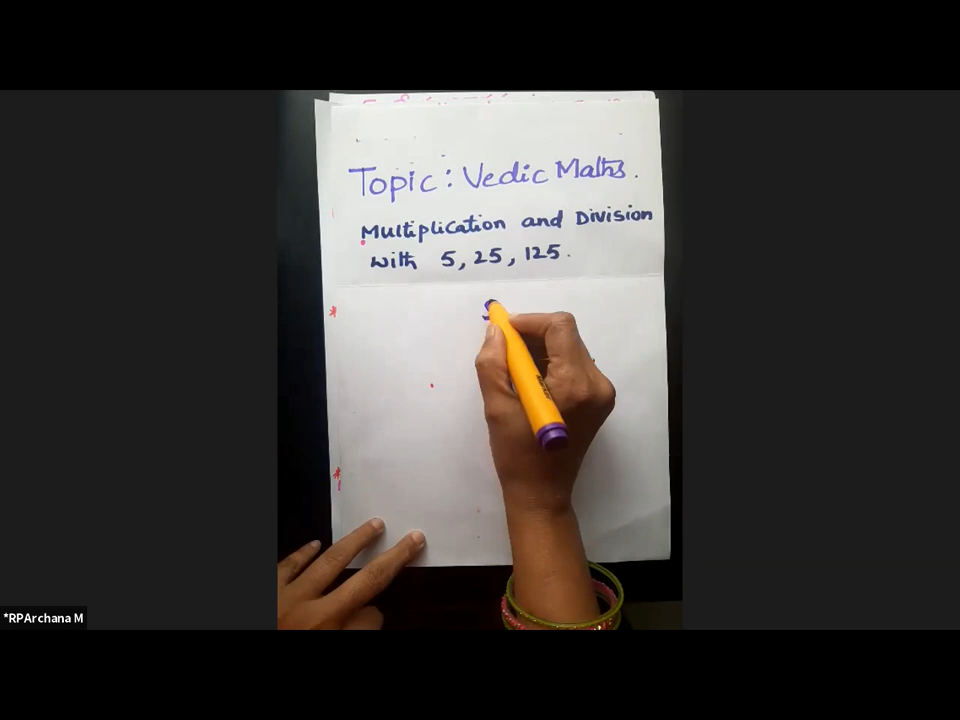 Topic : Vedic Maths.
Multiplication and Division
with 5, 25, 125.
*RPArchana M